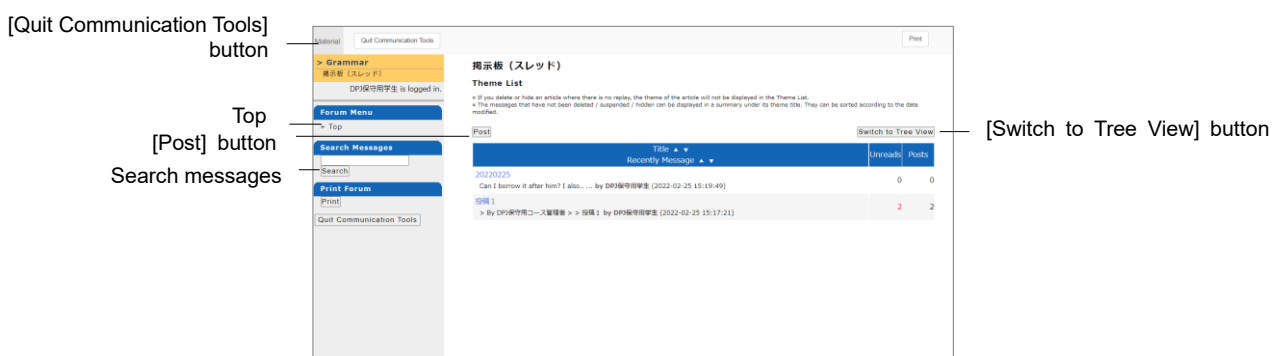 [Quit Communication Tools]
button
Top
[Post] button
Search messages
Material
Quit Communication Tools
Print
> Grammar
掲示板 (スレッド)
DPJ保守用学生 is logged in.
Forum Menu
> Top
Search Messages
Search
Print Forum
Print
Quit Communication Tools
掲示板 (スレッド)
Theme List
※ If you delete or hide an article where there is no replay, the theme of the article will not be displayed in the Theme List.
※ The messages that have not been deleted / suspended / hidden can be displayed in a summary under its theme title. They can be sorted according to the date
modified.
Post
Switch to Tree View
Title ▲ ▼
Recently Message ▲ ▼
Unreads Posts
20220225
Can I borrow it after him? I also.. ... by DPJ保守用学生 (2022-02-25 15:19:49)
0 0
投稿 1
> By DPJ保守用コース管理者 > > 投稿 1 by DPJ保守用学生 (2022-02-25 15:17:21)
2 2
[Switch to Tree View] button